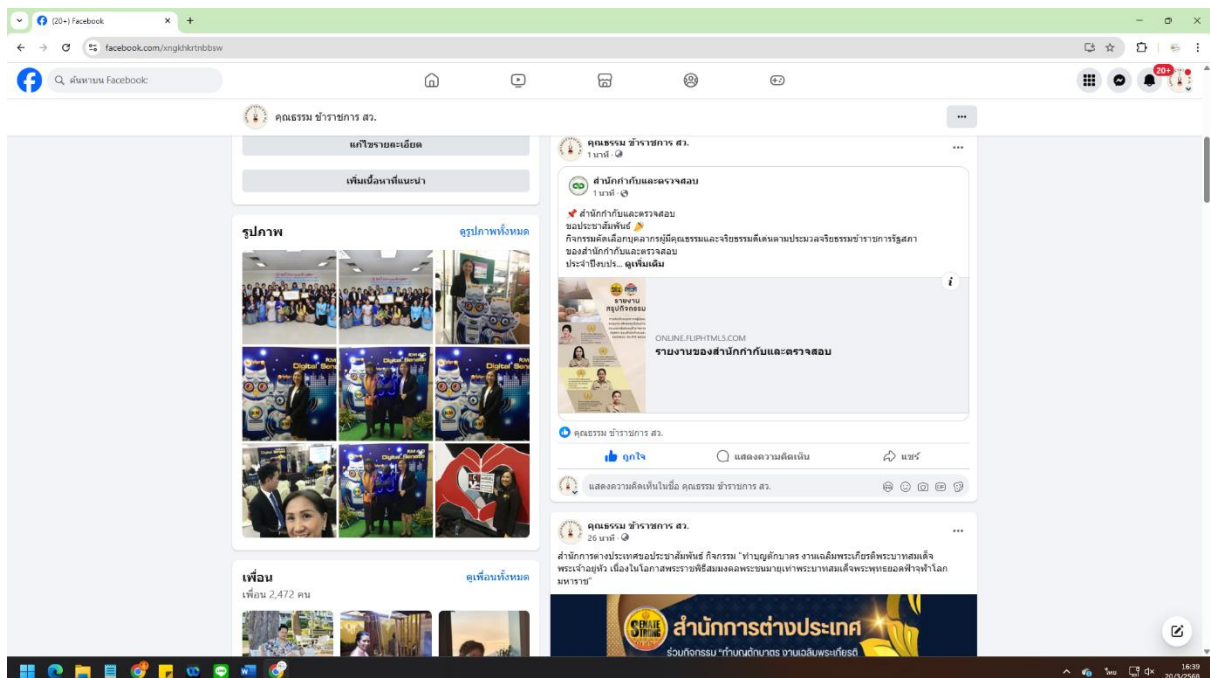 (20+) Facebook
facebook.com/xngkhkrtnbbsw
ค้นหาบน Facebook:
20+
คุณธรรม ข้าราชการ สว.
แก้ไขรายละเอียด
เพิ่มเนื้อหาที่แนะนำ
รูปภาพ
ดูรูปภาพทั้งหมด
Digital Senate
เพื่อน
ดูเพื่อนทั้งหมด
เพื่อน 2,472 คน
คุณธรรม ข้าราชการ สว.
1 นาที ·
สำนักกำกับและตรวจสอบ
1 นาที ·
📌 สำนักกำกับและตรวจสอบ
ขอประชาสัมพันธ์ 🎉
กิจกรรมคัดเลือกบุคลากรผู้มีคุณธรรมและจริยธรรมดีเด่นตามประมวลจริยธรรมข้าราชการรัฐสภา
ของสำนักกำกับและตรวจสอบ
ประจำปีงบปร... ดูเพิ่มเติม
รายงาน
สรุปกิจกรรม
ONLINE.FLIPHTML5.COM
รายงานของสำนักกำกับและตรวจสอบ
คุณธรรม ข้าราชการ สว.
ถูกใจ
แสดงความคิดเห็น
แชร์
แสดงความคิดเห็นในชื่อ คุณธรรม ข้าราชการ สว.
คุณธรรม ข้าราชการ สว.
26 นาที ·
สำนักการต่างประเทศขอประชาสัมพันธ์ กิจกรรม "ทำบุญตักบาตร งานเฉลิมพระเกียรติพระบาทสมเด็จ
พระเจ้าอยู่หัว เนื่องในโอกาสพระราชพิธีสมมงคลพระชนมายุเท่าพระบาทสมเด็จพระพุทธยอดฟ้าจุฬาโลก
มหาราช"
SENATE
STRONG
สำนักการต่างประเทศ
ร่วมกิจกรรม "ทำบุญตักบาตร งานเฉลิมพระเกียรติ
ไทย
16:39
20/5/2568